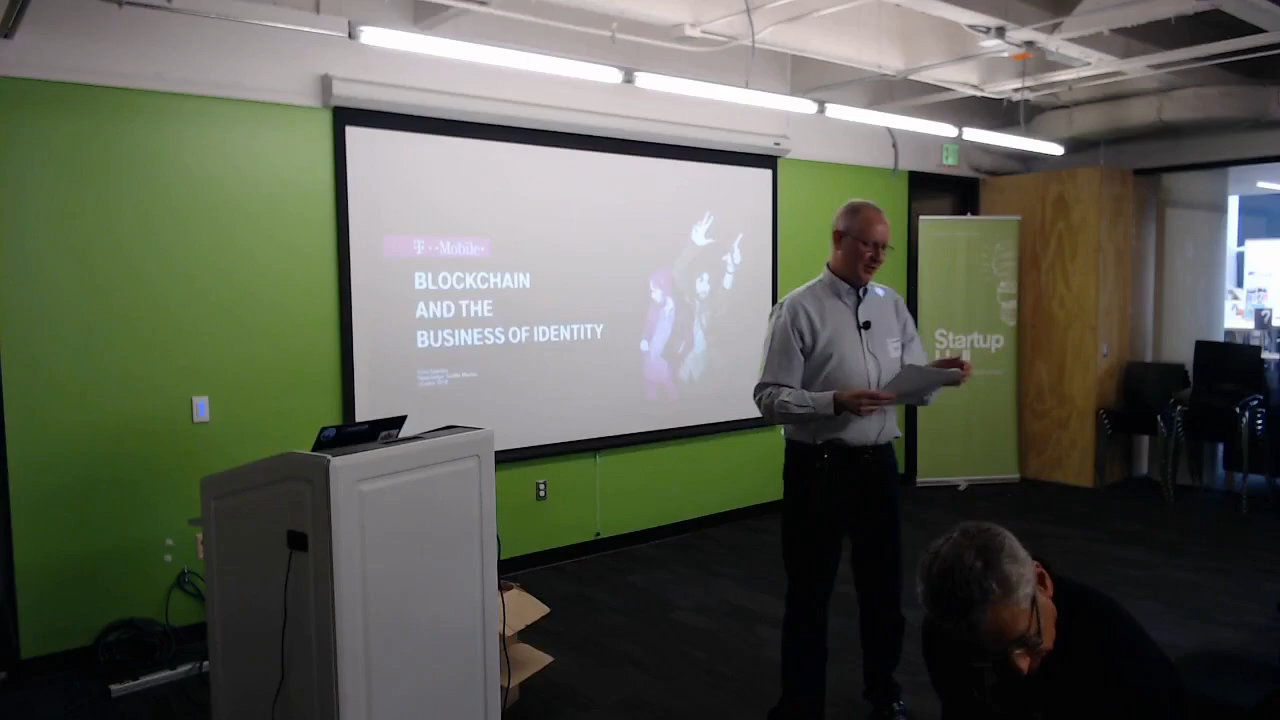 T··Mobile·
BLOCKCHAIN
AND THE
BUSINESS OF IDENTITY
Startup